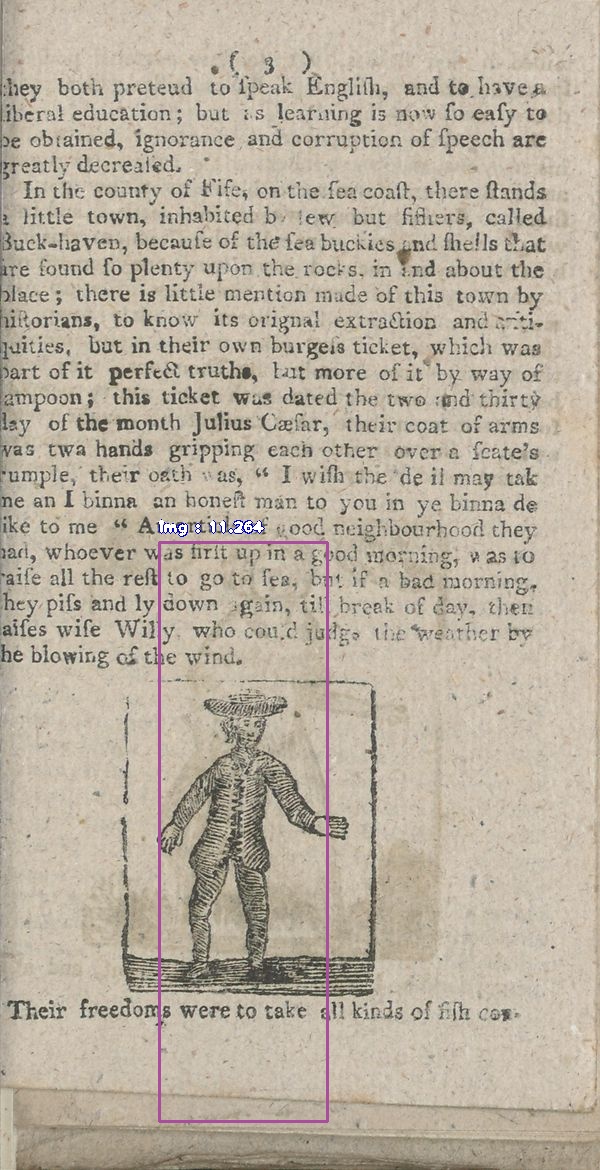 ( 3 )
they both preteud to ſpeak Engliſh, and to have a
liberal education; but as learning is now ſo eaſy to
be obtained, ignorance and corruption of ſpeech are
greatly decreaſed.
In the county of Fife, on the ſea coaſt, there ſtands
a little town, inhabited by few but fiſhers, called
Buck-haven, becauſe of the ſea buckies and ſhells that
are found ſo plenty upon the rocks, in and about the
place; there is little mention made of this town by
hiſtorians, to know its orignal extraction and anti-
quities, but in their own burgeis ticket, which was
part of it perfect truths, but more of it by way of
lampoon; this ticket was dated the two and thirty
day of the month Julius Cæſar, their coat of arms
was twa hands gripping each other over a ſcate's
rumple, their oath was, “ I wiſh the de il may tak
me an I binna an honeſt man to you in ye binna de
like to me “ of good neighbourhood they
had, whoever was firſt up in a good morning, was to
raiſe all the reſt to go to ſea, but if a bad morning,
they piſs and ly down again, till break of day, then
raiſes wiſe Willy who could judge the weather by
the blowing of the wind.
Img : 11.264
Their freedoms were to take all kinds of fiſh con-